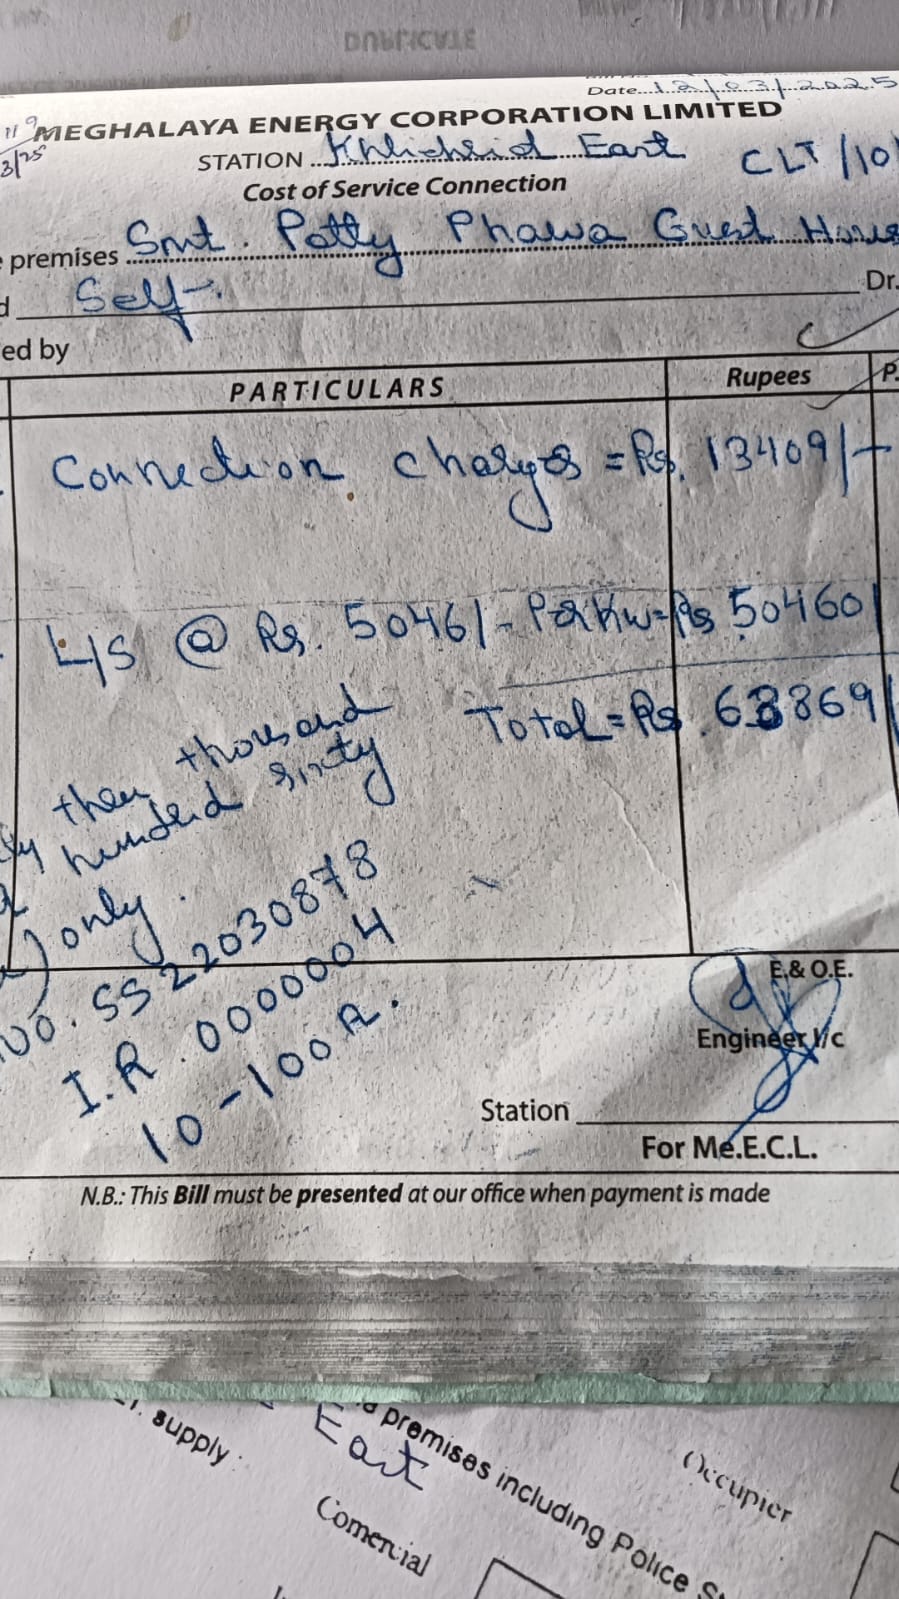 DUPLICATE
Date...12/03/2025
MEGHALAYA ENERGY CORPORATION LIMITED
3/25
STATION ...Khliehriat East CLT/10
Cost of Service Connection
premises Smt. Patty Phawa Guest House
Self
Dr.
ed by
PARTICULARS Rupees P.
Connection charges = Rs. 13409/-
L/S @ Rs. 5046/- Per Kw = Rs 50460/
Total = Rs. 63869/
thousand
hundred sixty
only.
No. SS22030878
I.R. 0000004
10-100A.
E.& O.E.
Engineer I/c
Station
For Me.E.C.L.
N.B.: This Bill must be presented at our office when payment is made
supply :
East
premises including Police
Occupier
Comercial